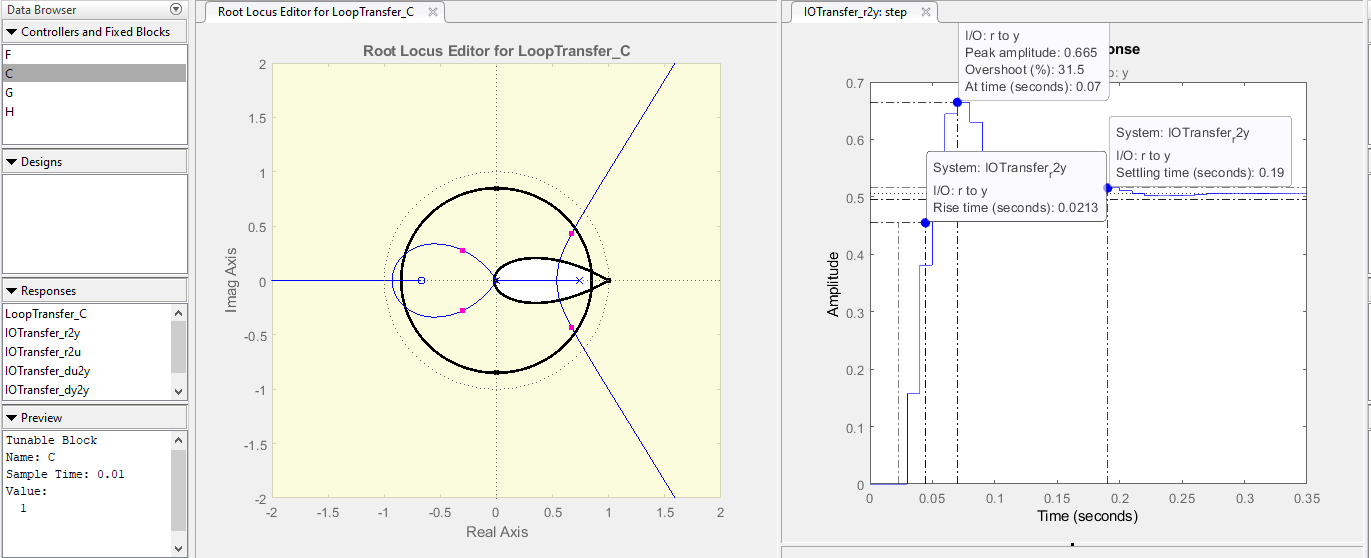 Data Browser
Controllers and Fixed Blocks
F
C
G
H
Designs
Responses
LoopTransfer_C
IOTransfer_r2y
IOTransfer_r2u
IOTransfer_du2y
IOTransfer_dy2y
Preview
Tunable Block
Name: C
Sample Time: 0.01
Value:
1
Root Locus Editor for LoopTransfer_C
Root Locus Editor for LoopTransfer_C
2
1.5
1
0.5
0
-0.5
-1
-1.5
-2
Imag Axis
-2
-1.5
-1
-0.5
0
0.5
1
1.5
2
Real Axis
IOTransfer_r2y: step
onse
o: y
I/O: r to y
Peak amplitude: 0.665
Overshoot (%): 31.5
At time (seconds): 0.07
System: IOTransfer_r2y
I/O: r to y
Settling time (seconds): 0.19
System: IOTransfer_r2y
I/O: r to y
Rise time (seconds): 0.0213
0.7
0.6
0.5
0.4
0.3
0.2
0.1
0
Amplitude
0
0.05
0.1
0.15
0.2
0.25
0.3
0.35
Time (seconds)